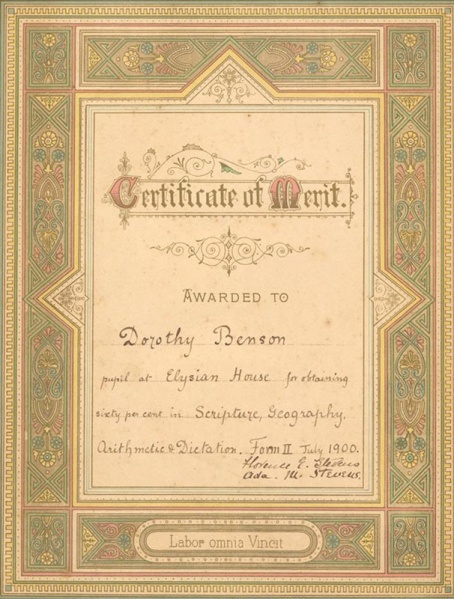 Certificate of Merit.
AWARDED TO
Dorothy Benson
pupil at Elysian House for obtaining
sixty per cent in Scripture, Geography,
Arithmetic & Dictation. Form II July 1900.
Florence E. Stevens
Ada. M. Stevens.
Labor omnia Vincit